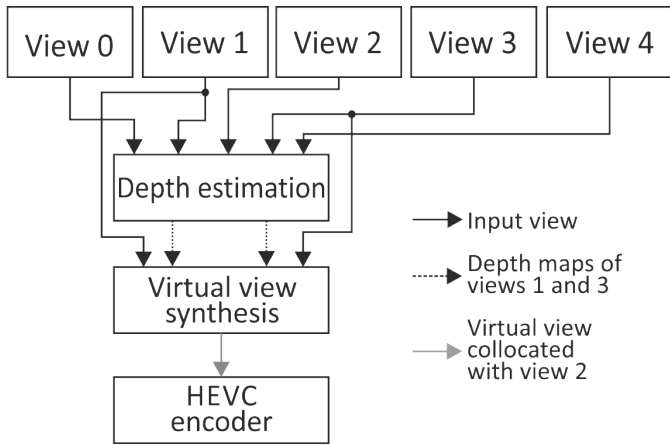 View 0
View 1
View 2
View 3
View 4
Depth estimation
Input view
Depth maps of
views 1 and 3
Virtual view
synthesis
Virtual view
collocated
with view 2
HEVC
encoder